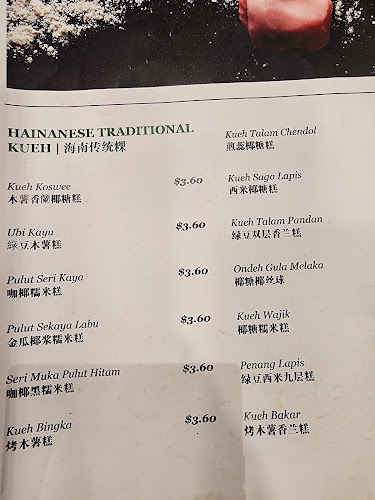 HAINANESE TRADITIONAL
KUEH | 海南传统粿
Kueh Koswee $3.60
木薯香蘭椰糖糕
Ubi Kayu $3.60
綠豆木薯糕
Pulut Seri Kaya $3.60
咖椰糯米糕
Pulut Sekaya Labu $3.60
金瓜椰浆糯米糕
Seri Muka Pulut Hitam $3.60
咖椰黑糯米糕
Kueh Bingka $3.60
烤木薯糕
Kueh Talam Chendol
煎蕊椰糖糕
Kueh Sago Lapis
西米椰糖糕
Kueh Talam Pandan
绿豆双层香兰糕
Ondeh Gula Melaka
椰糖椰丝球
Kueh Wajik
椰糖糯米糕
Penang Lapis
绿豆西米九层糕
Kueh Bakar
烤木薯香兰糕